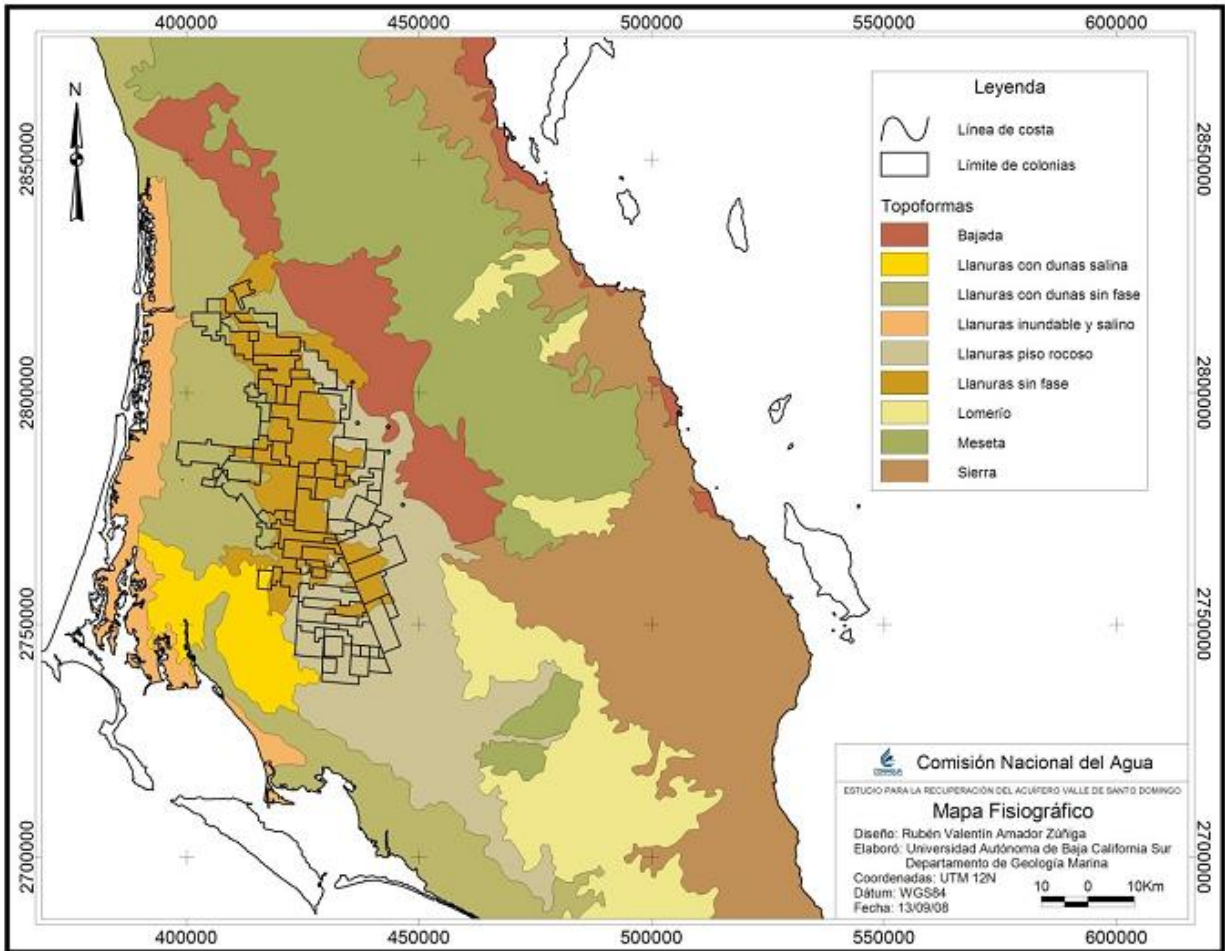 400000 450000 500000 550000 600000
N
2850000
2800000
2750000
2700000
Leyenda
Línea de costa
Límite de colonias
Topoformas
Bajada
Llanuras con dunas salina
Llanuras con dunas sin fase
Llanuras inundable y salino
Llanuras piso rocoso
Llanuras sin fase
Lomerío
Meseta
Sierra
2850000
2800000
2750000
2700000
Comisión Nacional del Agua
ESTUDIO PARA LA RECUPERACIÓN DEL ACUÍFERO VALLE DE SANTO DOMINGO
Mapa Fisiográfico
Diseño: Rubén Valentín Amador Zúñiga
Elaboró: Universidad Autónoma de Baja California Sur
Departamento de Geología Marina
Coordenadas: UTM 12N
Dátum: WGS84
Fecha: 13/09/08
10 0 10Km
400000 450000 500000 550000 600000